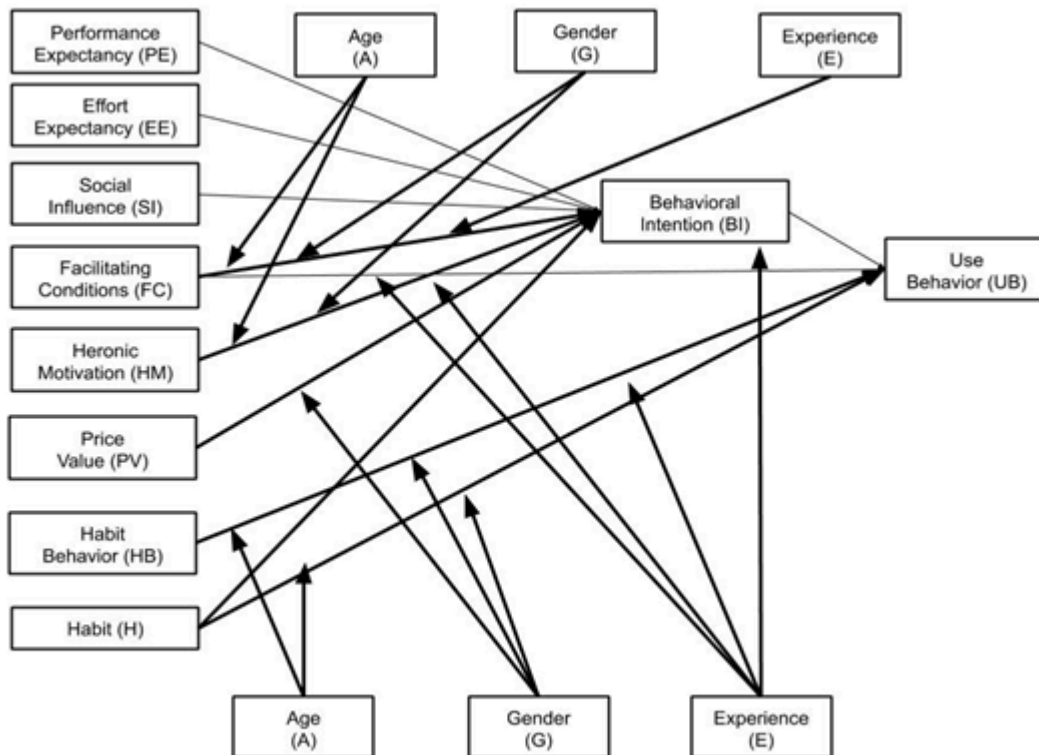 Performance
Expectancy (PE)
Age
(A)
Gender
(G)
Experience
(E)
Effort
Expectancy (EE)
Social
Influence (SI)
Behavioral
Intention (BI)
Facilitating
Conditions (FC)
Use
Behavior (UB)
Heronic
Motivation (HM)
Price
Value (PV)
Habit
Behavior (HB)
Habit (H)
Age
(A)
Gender
(G)
Experience
(E)